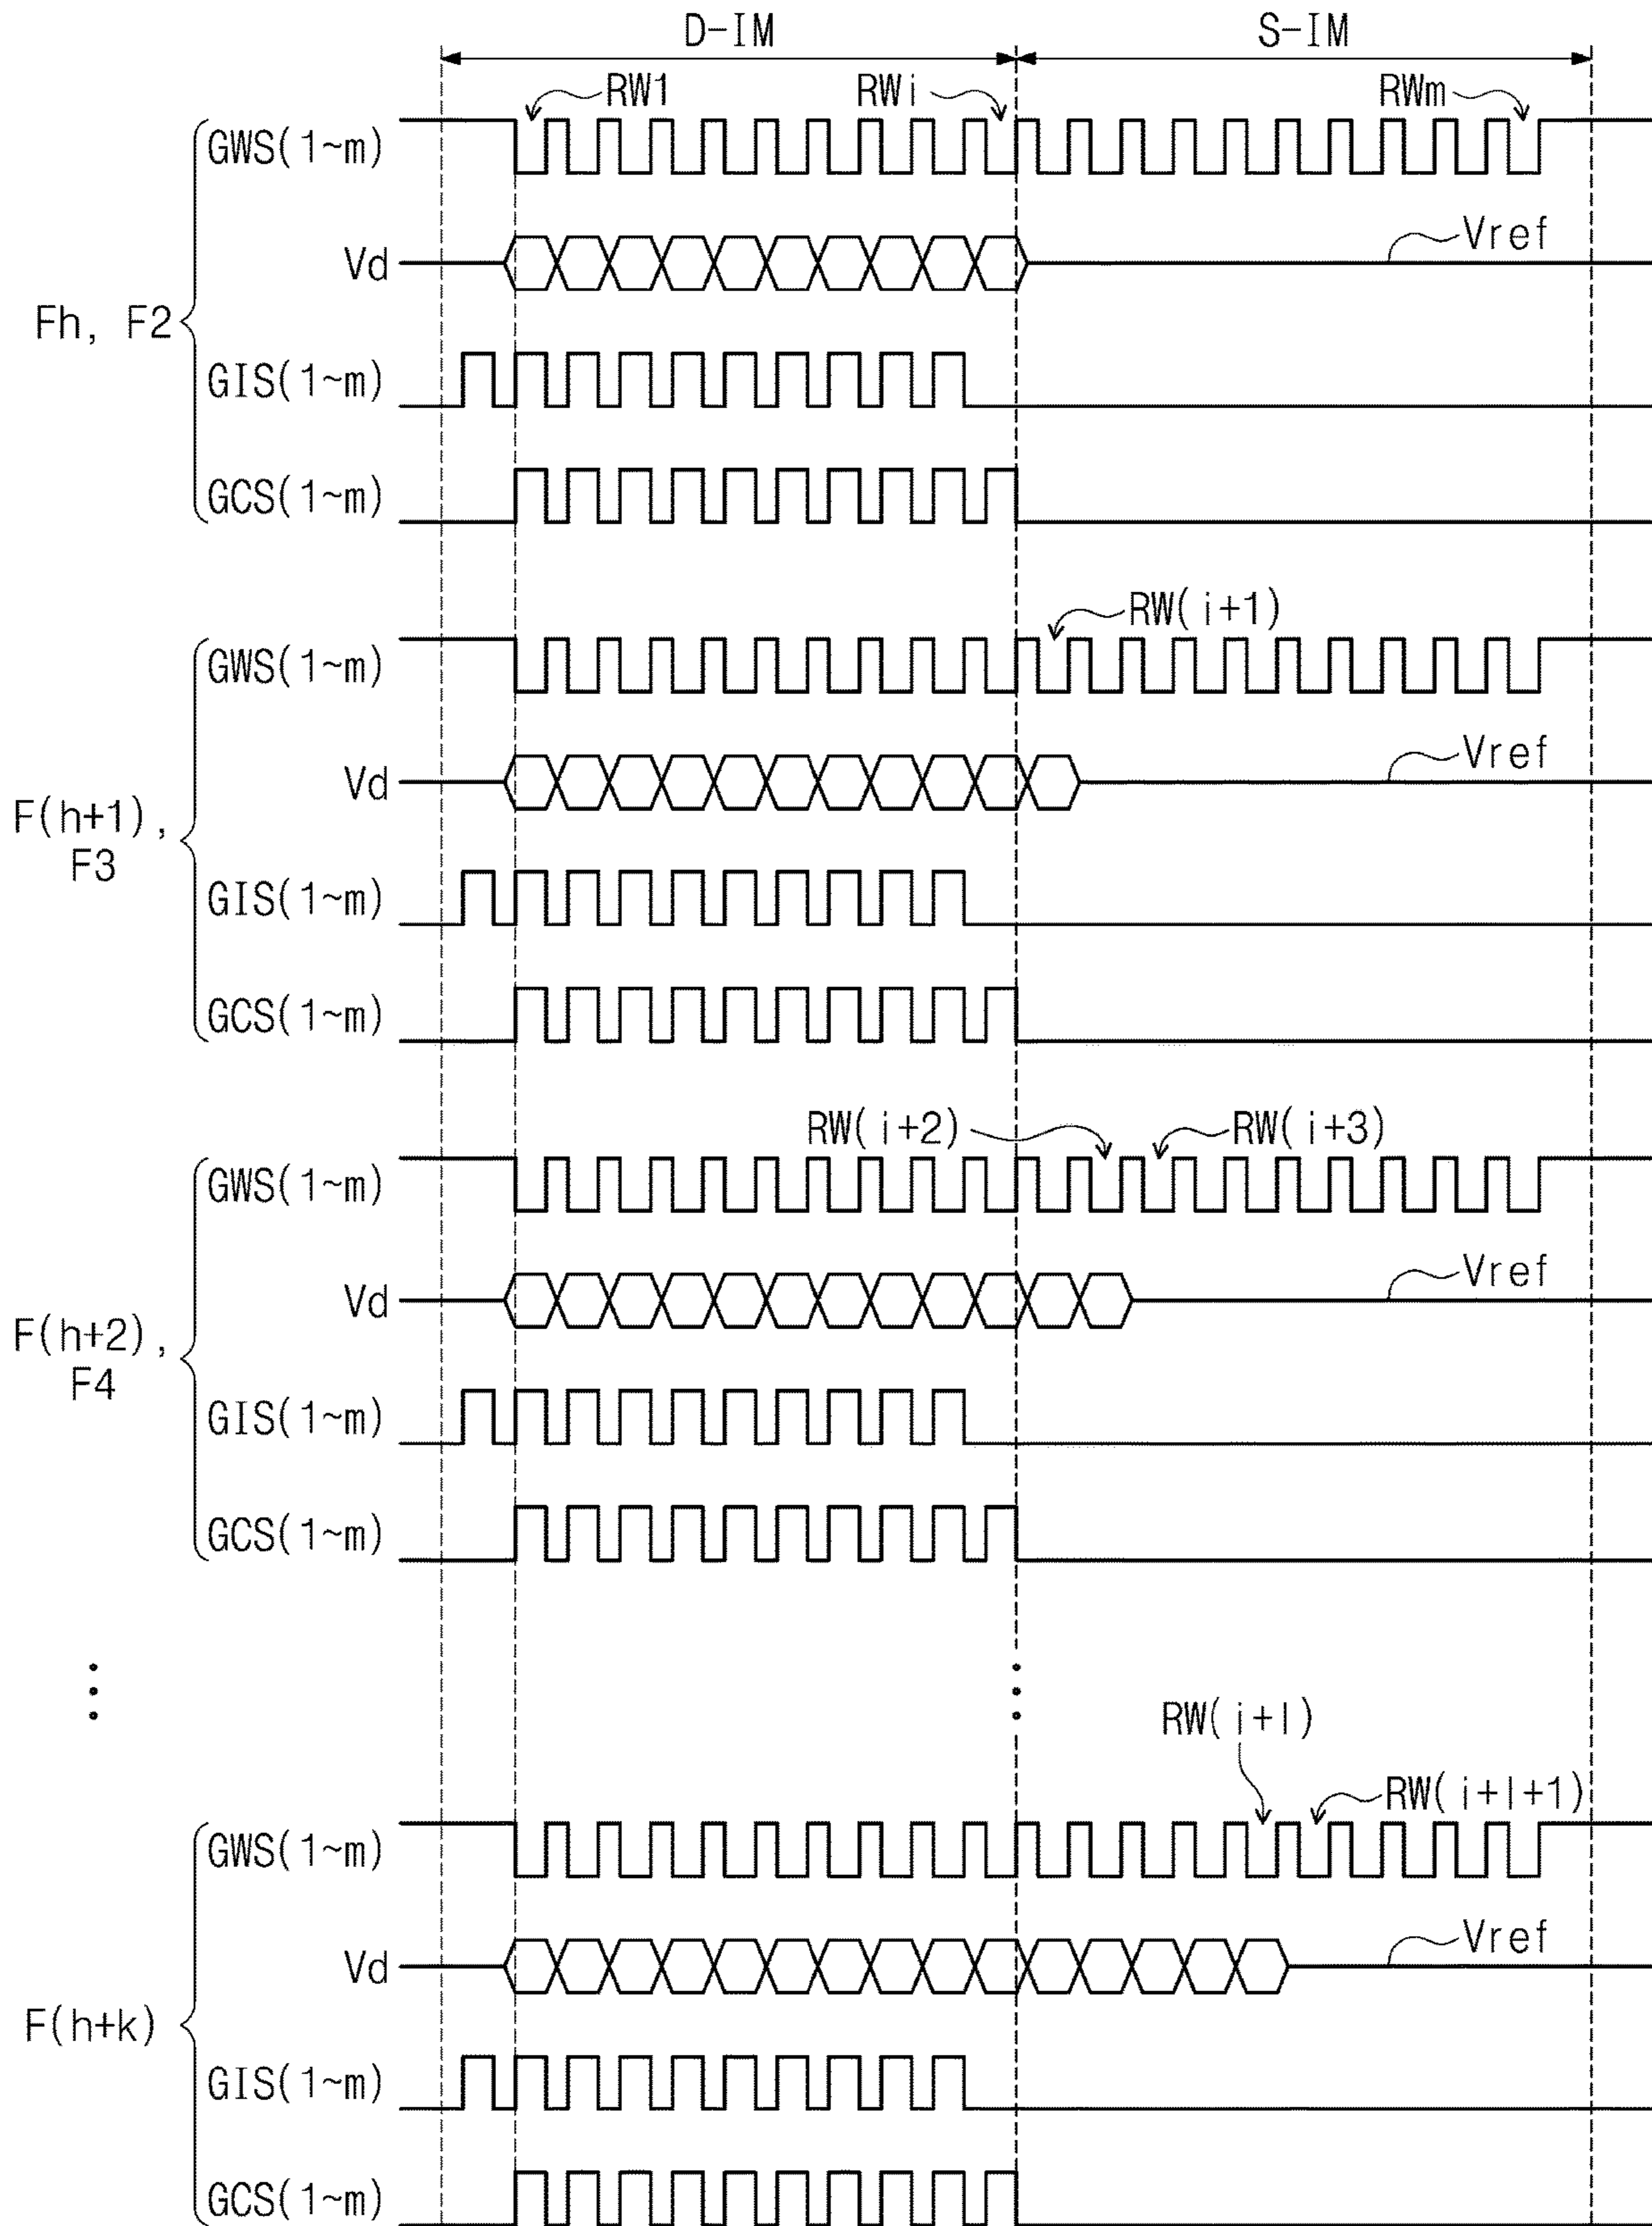 D-IM S-IM
RW1 RWi RWm
GWS(1~m)
Vd Vref
Fh, F2
GIS(1~m)
GCS(1~m)
RW(i+1)
GWS(1~m)
Vd Vref
F(h+1),
F3
GIS(1~m)
GCS(1~m)
RW(i+2) RW(i+3)
GWS(1~m)
Vd Vref
F(h+2),
F4
GIS(1~m)
GCS(1~m)
RW(i+l)
RW(i+l+1)
GWS(1~m)
Vd Vref
F(h+k)
GIS(1~m)
GCS(1~m)